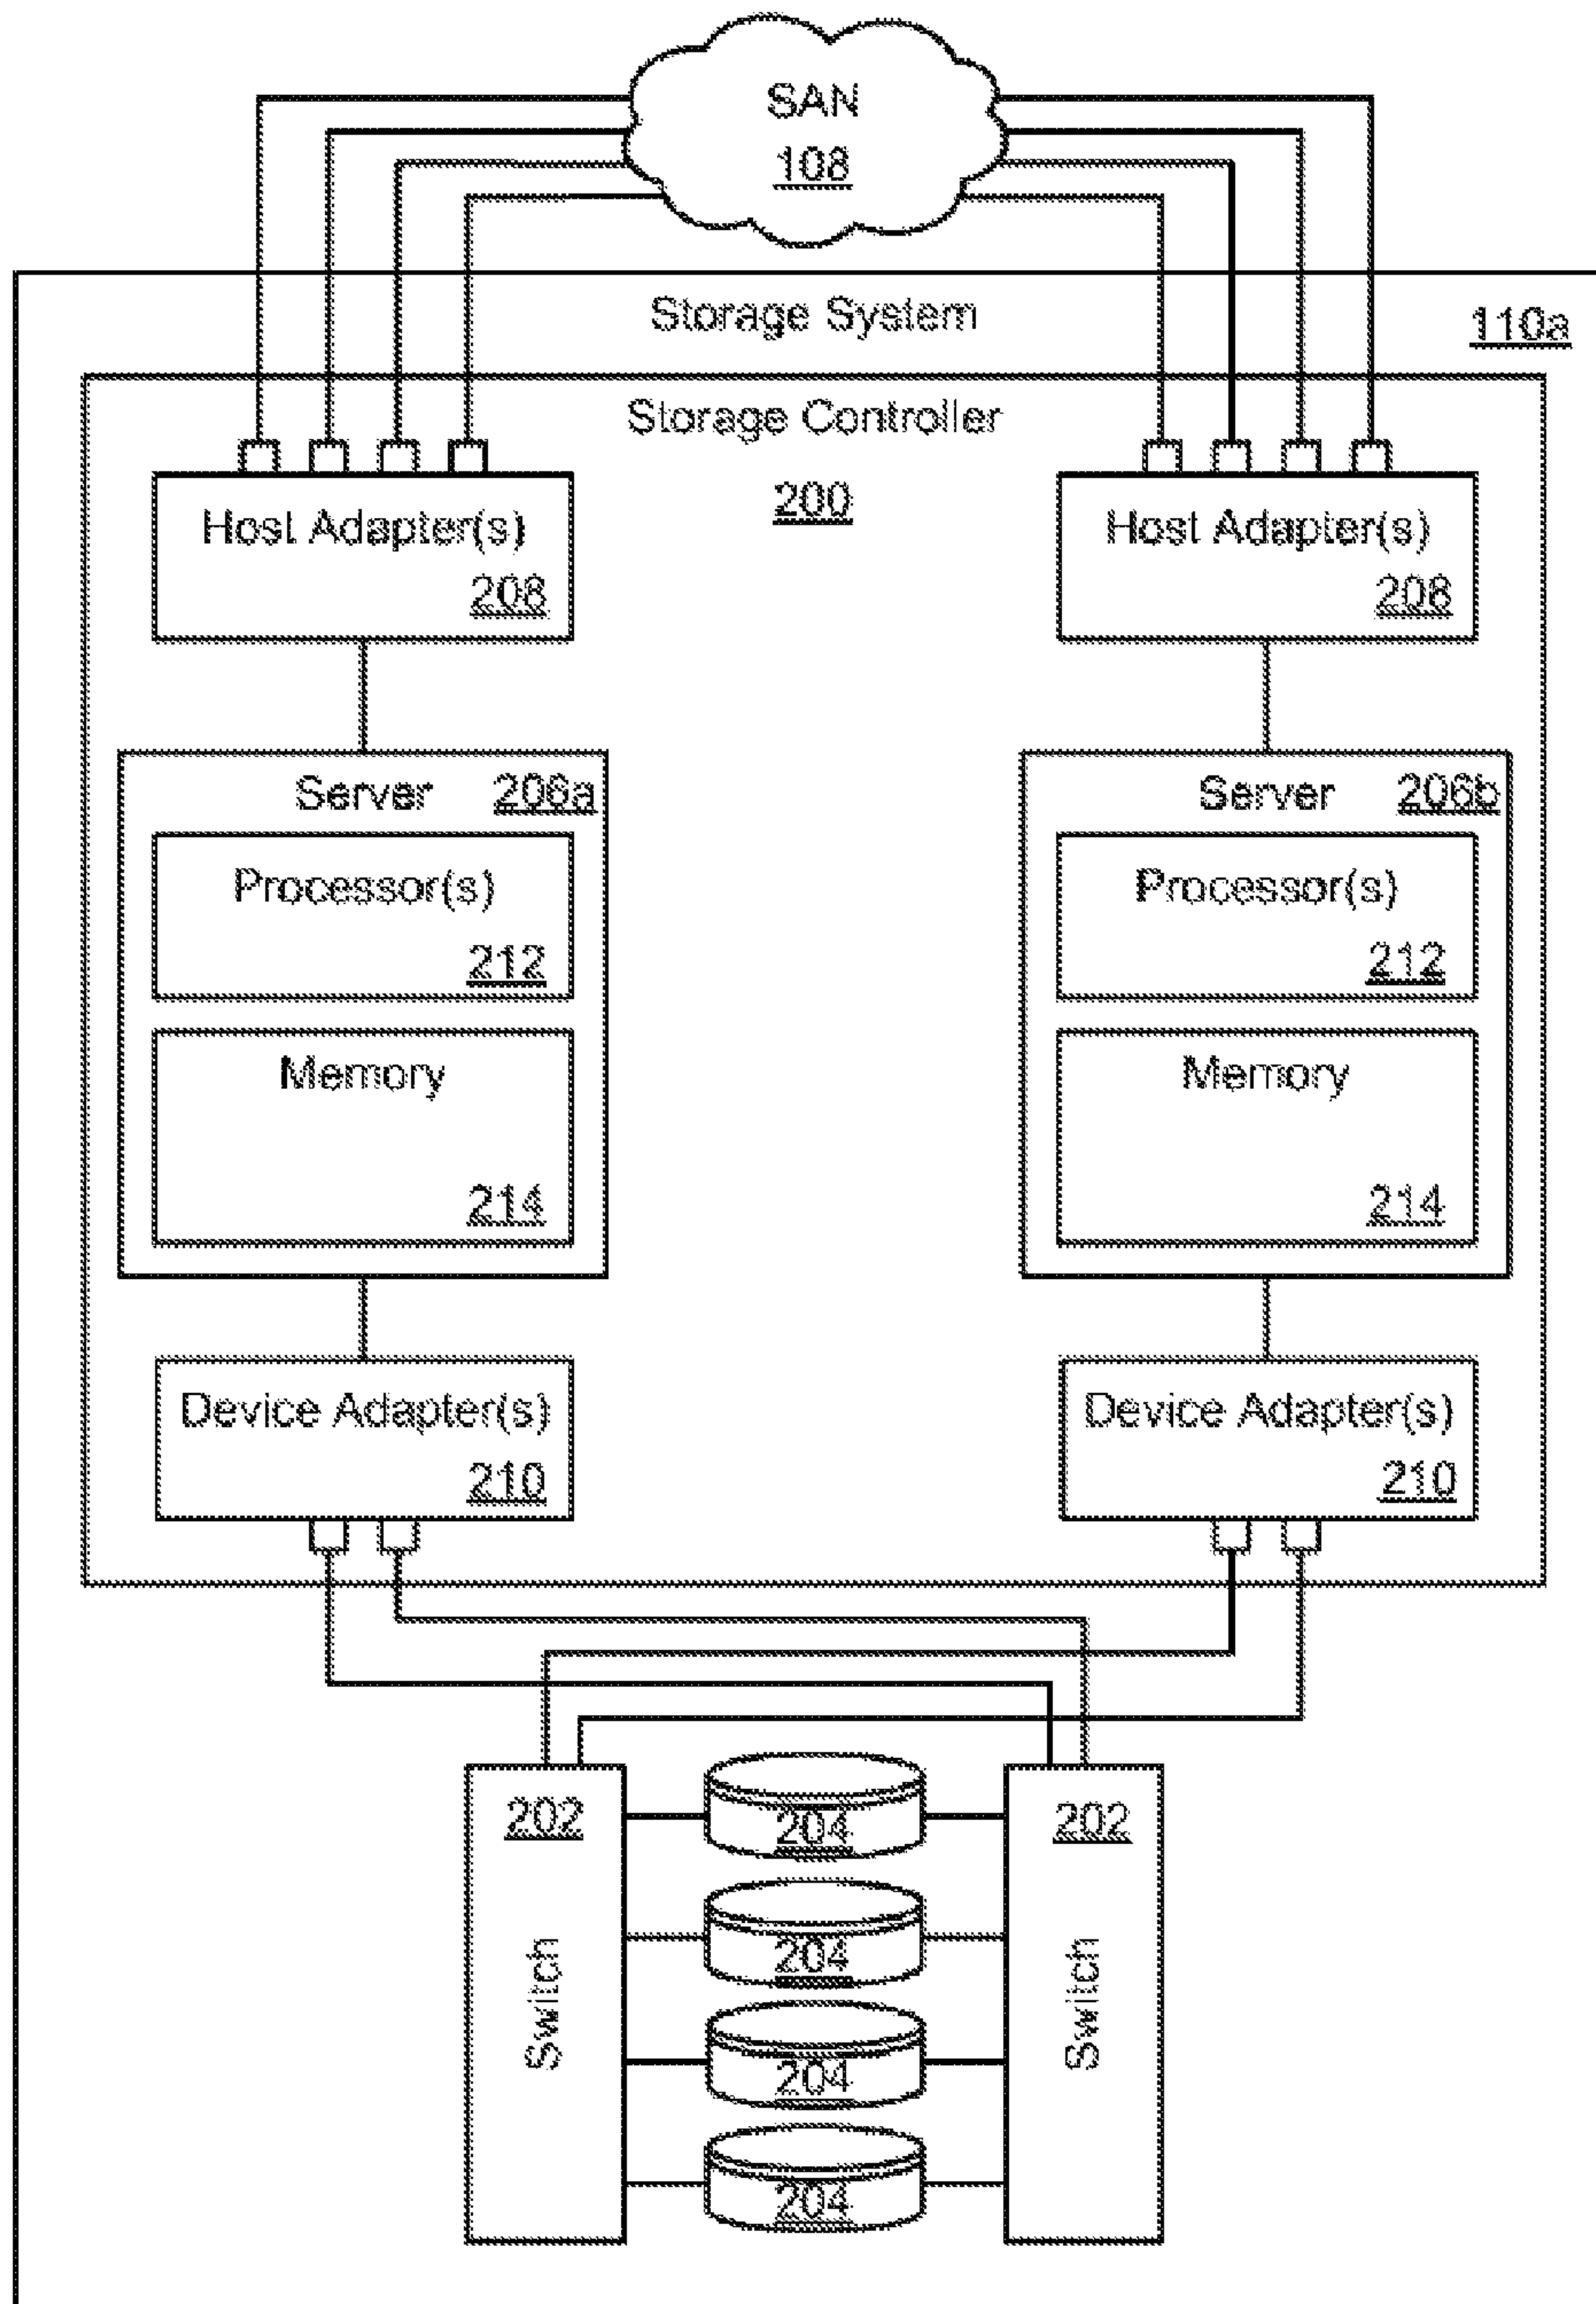 SAN
108
Storage System
110a
Storage Controller
200
Host Adapter(s)
208
Host Adapter(s)
208
Server 206a
Processor(s)
212
Memory
214
Server 206b
Processor(s)
212
Memory
214
Device Adapter(s)
210
Device Adapter(s)
210
202
Switch
204
204
204
204
202
Switch